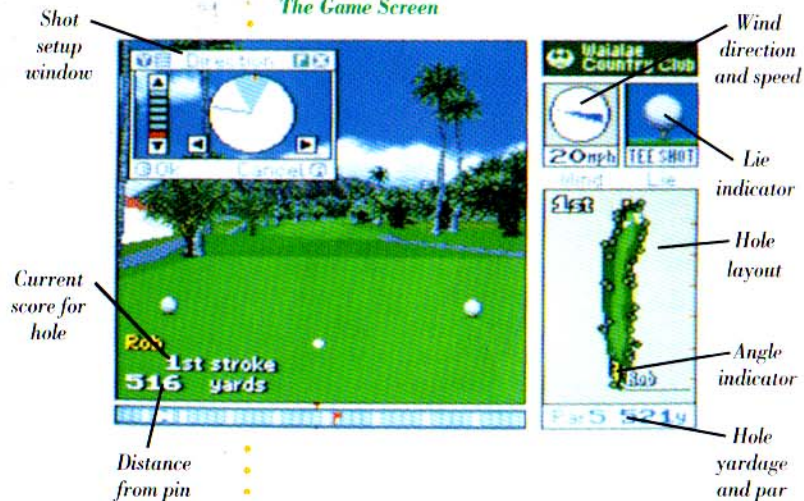 The Game Screen
Shot
setup
window
Direction
Ok
Cancel
Waialae
Country Club
20mph
TEE SHOT
Wind
Lie
1st
Rob
Par5 521y
Rob
1st stroke
516 yards
Current
score for
hole
Distance
from pin
Wind
direction
and speed
Lie
indicator
Hole
layout
Angle
indicator
Hole
yardage
and par